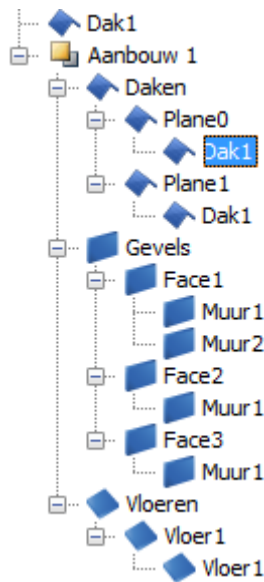 Dak1
Aanbouw 1
Daken
Plane0
Dak1
Plane1
Dak1
Gevels
Face1
Muur1
Muur2
Face2
Muur1
Face3
Muur1
Vloeren
Vloer1
Vloer1